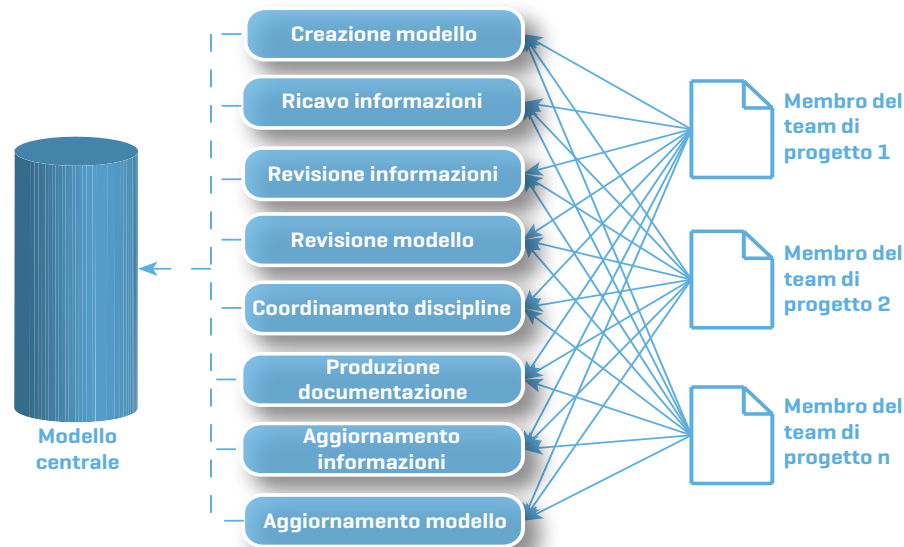 Creazione modello
Ricavo informazioni
Revisione informazioni
Revisione modello
Coordinamento discipline
Produzione
documentazione
Aggiornamento
informazioni
Aggiornamento modello
Modello
centrale
Membro del
team di
progetto 1
Membro del
team di
progetto 2
Membro del
team di
progetto n